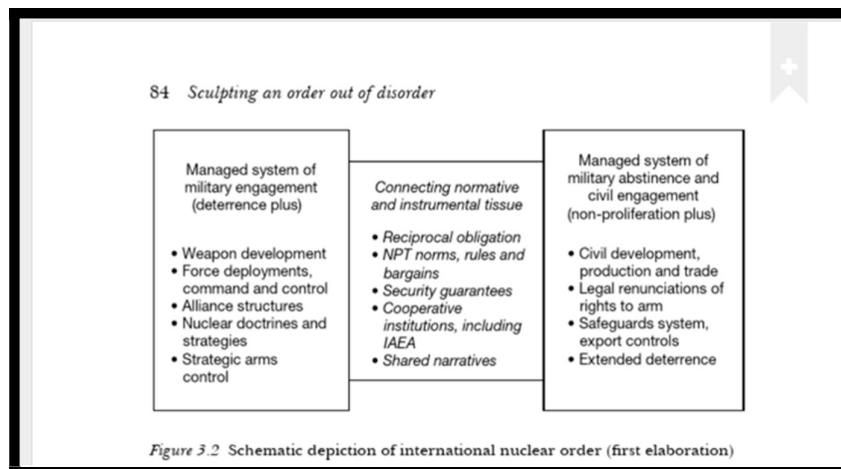 84 Sculpting an order out of disorder
Managed system of
military engagement
(deterrence plus)
• Weapon development
• Force deployments,
command and control
• Alliance structures
• Nuclear doctrines and
strategies
• Strategic arms
control
Connecting normative
and instrumental tissue
• Reciprocal obligation
• NPT norms, rules and
bargains
• Security guarantees
• Cooperative
institutions, including
IAEA
• Shared narratives
Managed system of
military abstinence and
civil engagement
(non-proliferation plus)
• Civil development,
production and trade
• Legal renunciations of
rights to arm
• Safeguards system,
export controls
• Extended deterrence
Figure 3.2 Schematic depiction of international nuclear order (first elaboration)